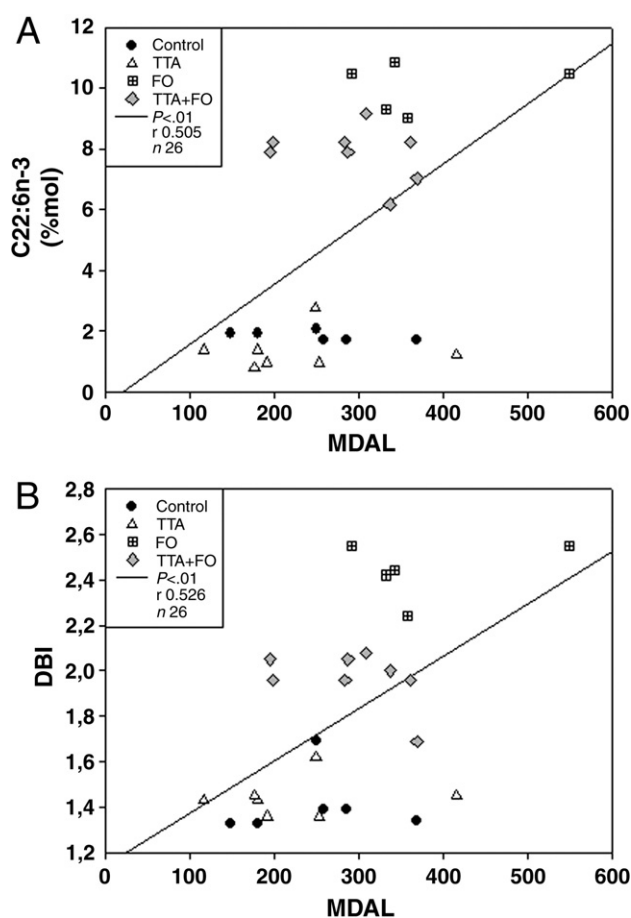 A
12
10
8
6
4
2
0
C22:6n-3
(%mol)
Control
TTA
FO
TTA+FO
P<.01
r 0.505
n 26
0 100 200 300 400 500 600
MDAL
B
2,8
2,6
2,4
2,2
2,0
1,8
1,6
1,4
1,2
DBI
Control
TTA
FO
TTA+FO
P<.01
r 0.526
n 26
0 100 200 300 400 500 600
MDAL